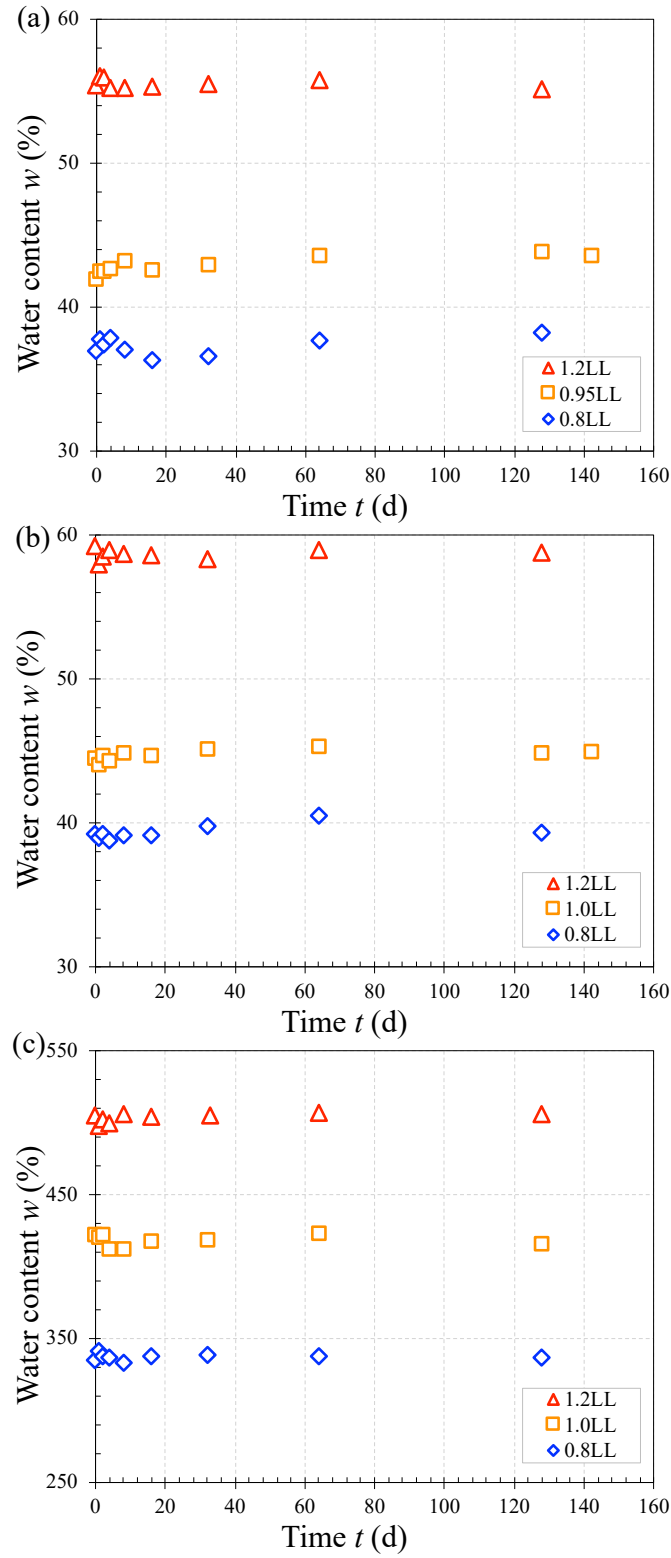 (a)
60
50
40
30
Water content w (%)
1.2LL
0.95LL
0.8LL
0 20 40 60 80 100 120 140 160
Time t (d)
(b)
60
50
40
30
Water content w (%)
1.2LL
1.0LL
0.8LL
0 20 40 60 80 100 120 140 160
Time t (d)
(c)
550
450
350
250
Water content w (%)
1.2LL
1.0LL
0.8LL
0 20 40 60 80 100 120 140 160
Time t (d)